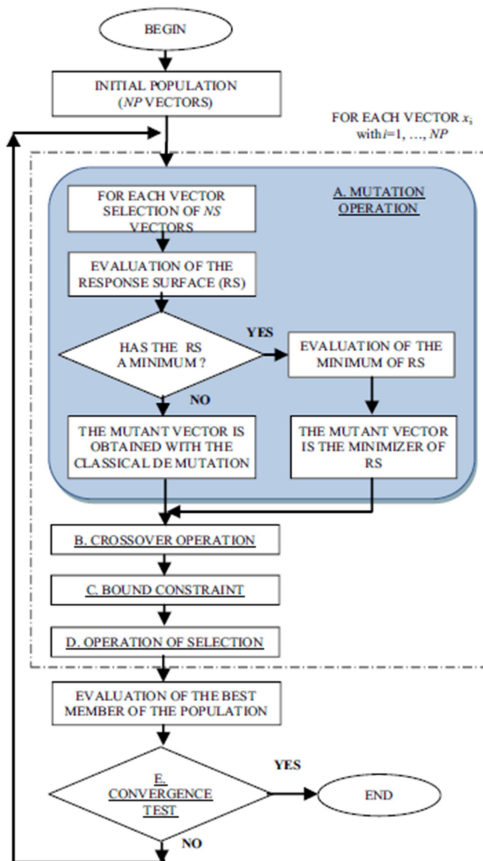 BEGIN
INITIAL POPULATION
(NP VECTORS)
FOR EACH VECTOR xi,
with i=1, …, NP
A. MUTATION
OPERATION
FOR EACH VECTOR
SELECTION OF NS
VECTORS
EVALUATION OF THE
RESPONSE SURFACE (RS)
HAS THE RS
A MINIMUM ?
YES
EVALUATION OF THE
MINIMUM OF RS
NO
THE MUTANT VECTOR IS
OBTAINED WITH THE
CLASSICAL DE MUTATION
THE MUTANT VECTOR
IS THE MINIMIZER OF
RS
B. CROSSOVER OPERATION
C. BOUND CONSTRAINT
D. OPERATION OF SELECTION
EVALUATION OF THE BEST
MEMBER OF THE POPULATION
E.
CONVERGENCE
TEST
YES
END
NO